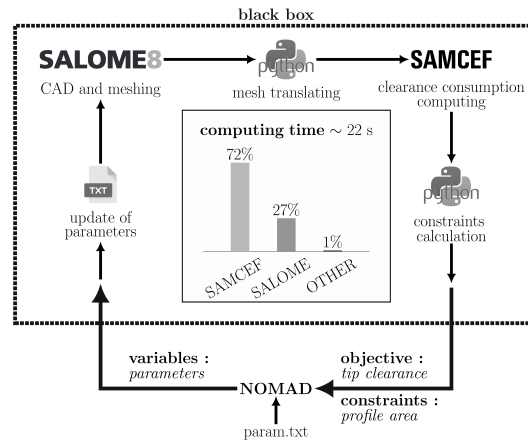 black box
SALOME8
python
SAMCEF
CAD and meshing
mesh translating
clearance consumption
computing
computing time ~ 22 s
72%
27%
1%
SAMCEF
SALOME
OTHER
TXT
update of
parameters
python
constraints
calculation
variables :
parameters
objective :
tip clearance
NOMAD
constraints :
profile area
param.txt